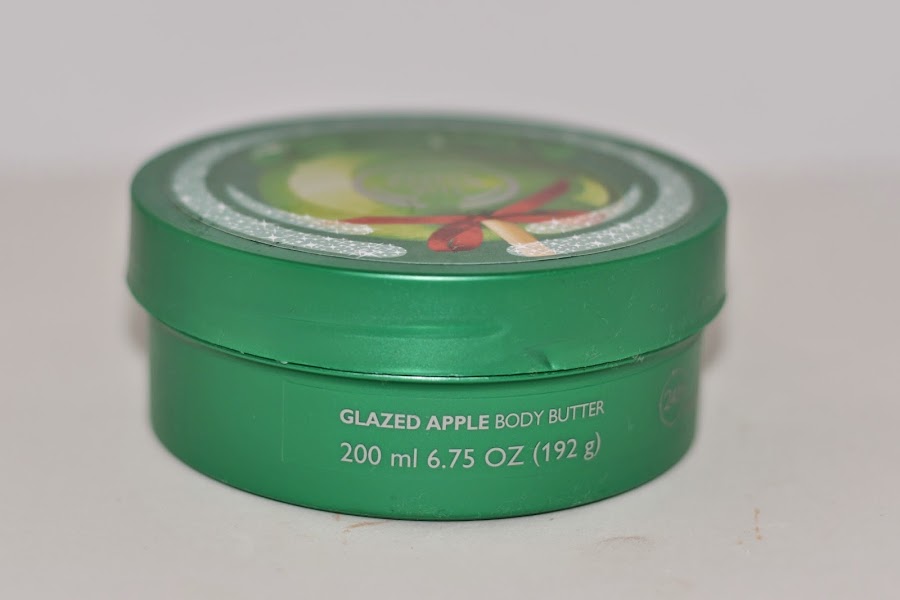 GLAZED APPLE BODY BUTTER
200 ml 6.75 OZ (192 g)